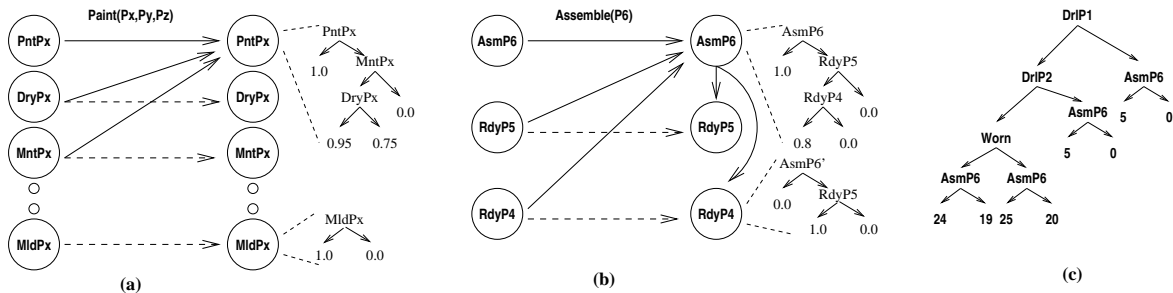 Paint(Px,Py,Pz)
PntPx
PntPx
DryPx
DryPx
MntPx
MntPx
MldPx
MldPx
PntPx
1.0
MntPx
DryPx
0.0
0.95
0.75
MldPx
1.0
0.0
(a)
Assemble(P6)
AsmP6
AsmP6
RdyP5
RdyP5
RdyP4
RdyP4
AsmP6
1.0
RdyP5
RdyP4
0.0
0.8
0.0
AsmP6'
0.0
RdyP5
1.0
0.0
(b)
DrlP1
DrlP2
AsmP6
Worn
AsmP6
5
0
5
0
AsmP6
AsmP6
24
19
25
20
(c)